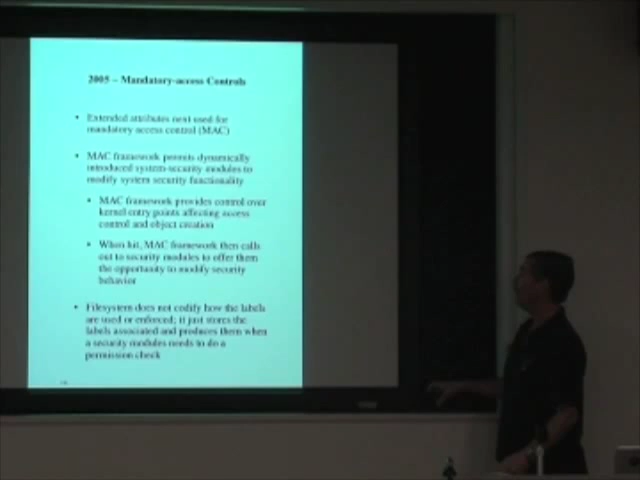 2005 – Mandatory-access Controls
• Extended attributes next used for
mandatory access control (MAC)
• MAC framework permits dynamically
introduced system-security modules to
modify system security functionality
• MAC framework provides control over
kernel entry points affecting access
control and object creation
• When hit, MAC framework then calls
out to security modules to offer them
the opportunity to modify security
behavior
• Filesystem does not codify how the labels
are used or enforced; it just stores the
labels associated and produces them when
a security modules needs to do a
permission check